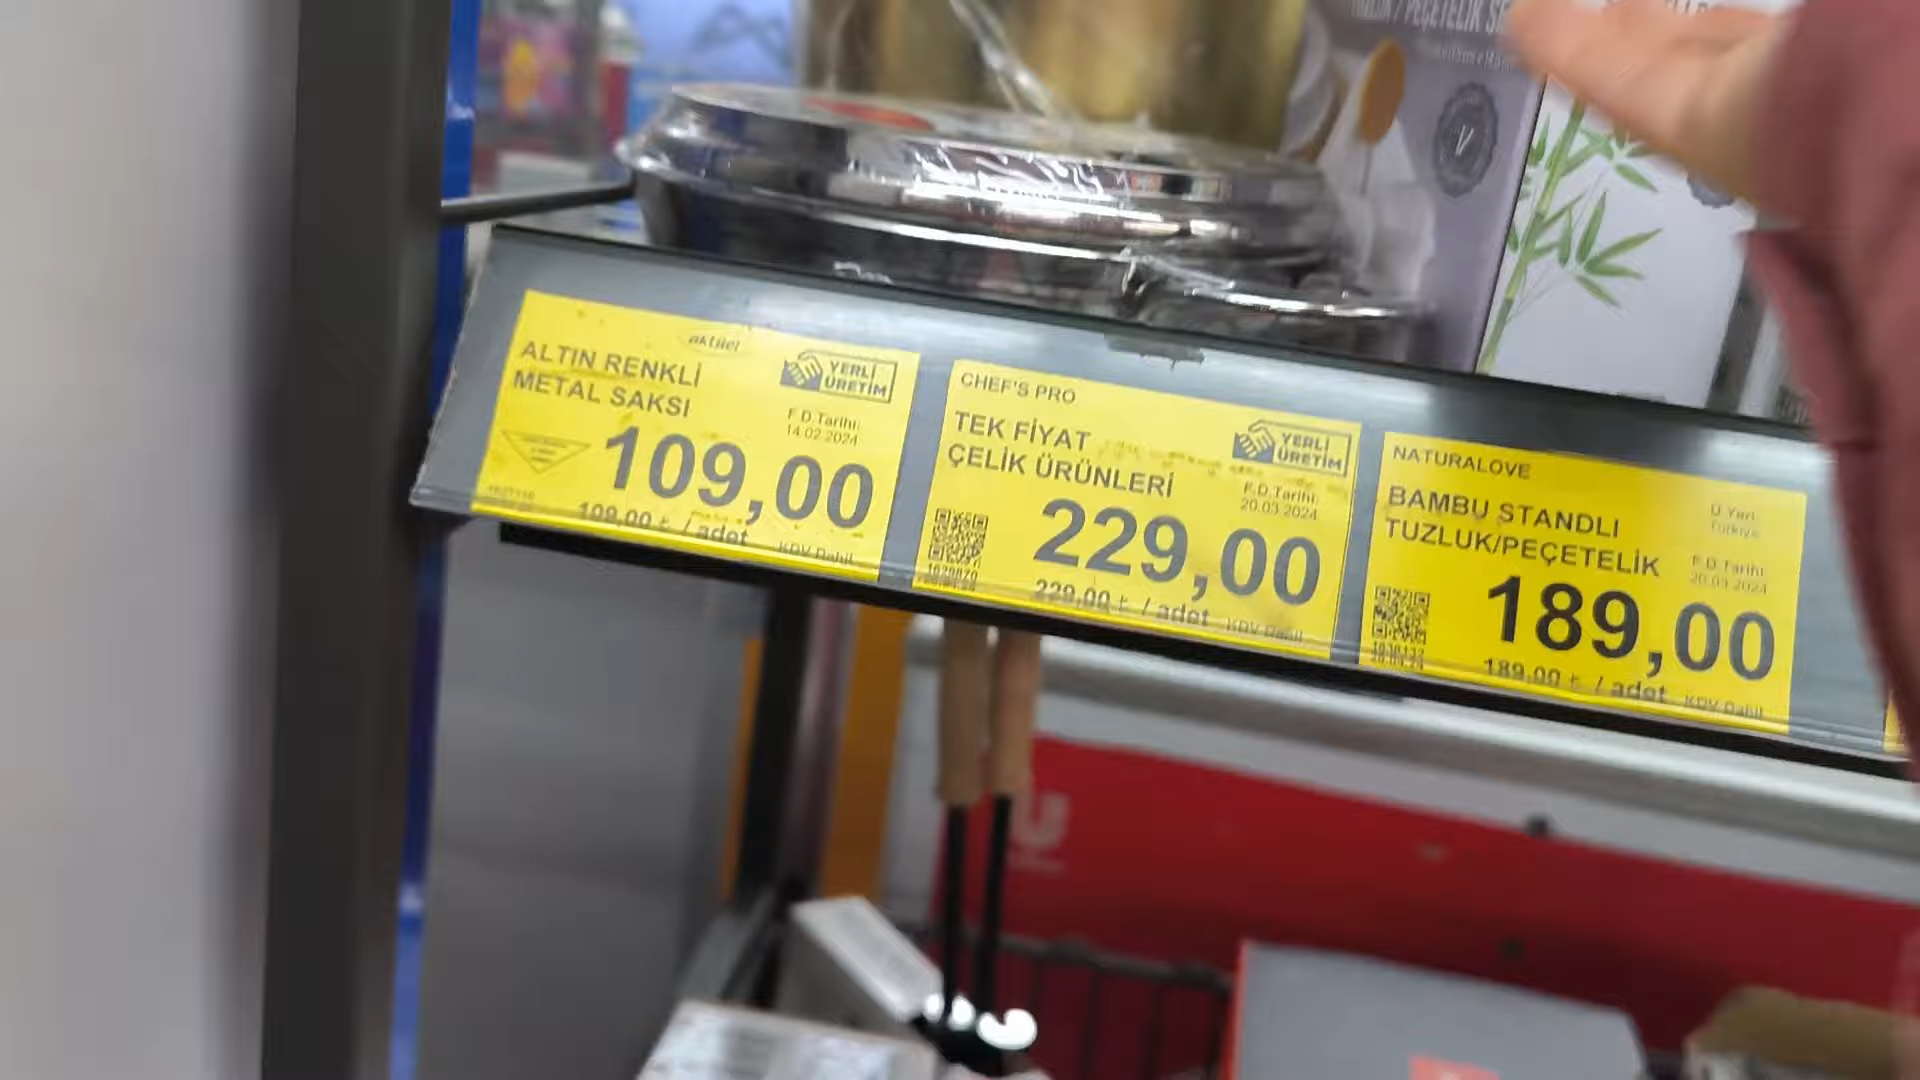 aktüel
ALTIN RENKLİ
METAL SAKSI
YERLİ
ÜRETİM
F.D.Tarihi:
14.02.2024
109,00
109,00 ₺ / adet
KDV Dahil
CHEF'S PRO
TEK FİYAT
ÇELİK ÜRÜNLERİ
YERLİ
ÜRETİM
F.D.Tarihi:
20.03.2024
229,00
229,00 ₺ / adet
KDV Dahil
NATURALOVE
BAMBU STANDLI
TUZLUK/PEÇETELİK
Ü.Yeri:
Türkiye
F.D.Tarihi:
20.03.2024
189,00
189,00 ₺ / adet
KDV Dahil